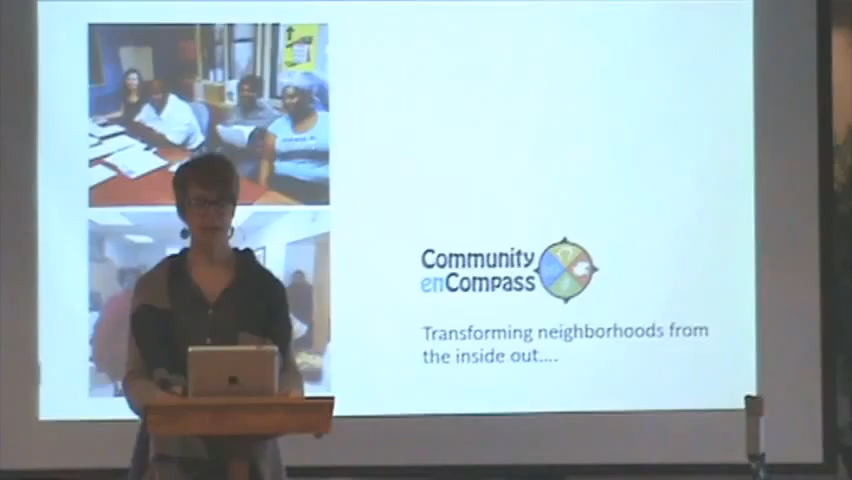 Community
enCompass
Transforming neighborhoods from
the inside out....